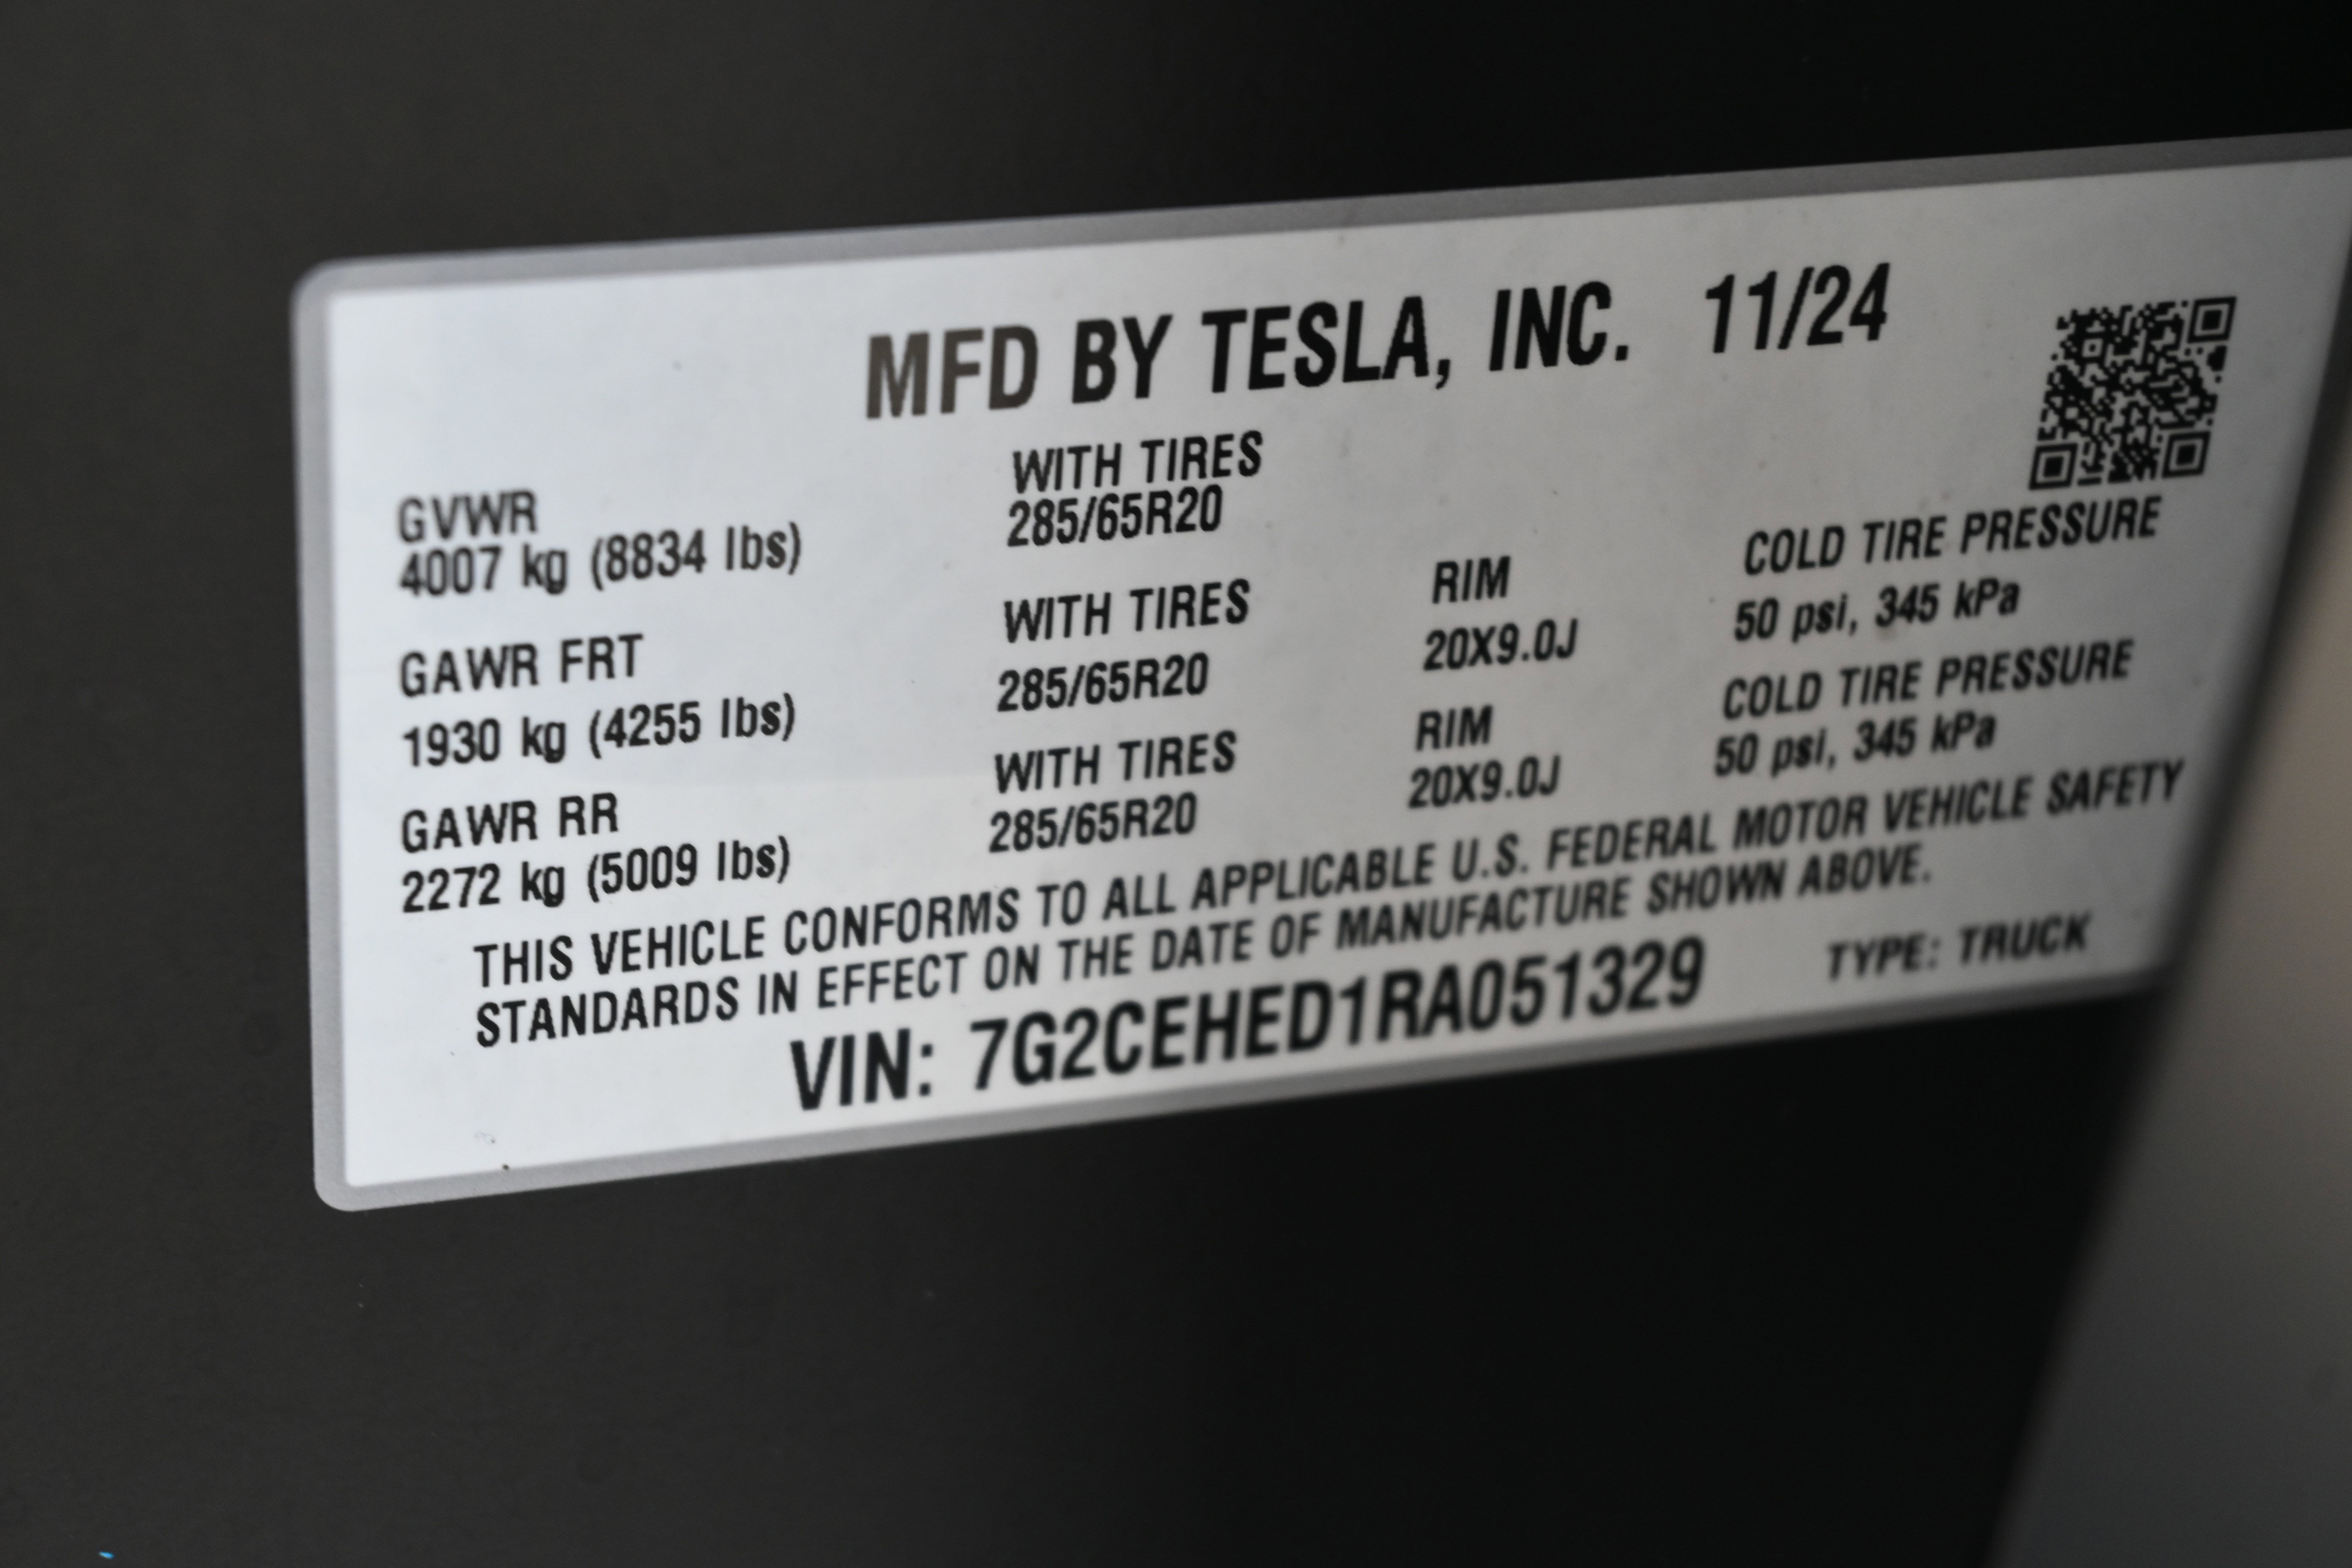 MFD BY TESLA, INC. 11/24
GVWR
4007 kg (8834 lbs)
WITH TIRES
285/65R20
GAWR FRT
1930 kg (4255 lbs)
WITH TIRES
285/65R20
RIM
20X9.0J
COLD TIRE PRESSURE
50 psi, 345 kPa
GAWR RR
2272 kg (5009 lbs)
WITH TIRES
285/65R20
RIM
20X9.0J
COLD TIRE PRESSURE
50 psi, 345 kPa
THIS VEHICLE CONFORMS TO ALL APPLICABLE U.S. FEDERAL MOTOR VEHICLE SAFETY
STANDARDS IN EFFECT ON THE DATE OF MANUFACTURE SHOWN ABOVE.
VIN: 7G2CEHED1RA051329
TYPE: TRUCK